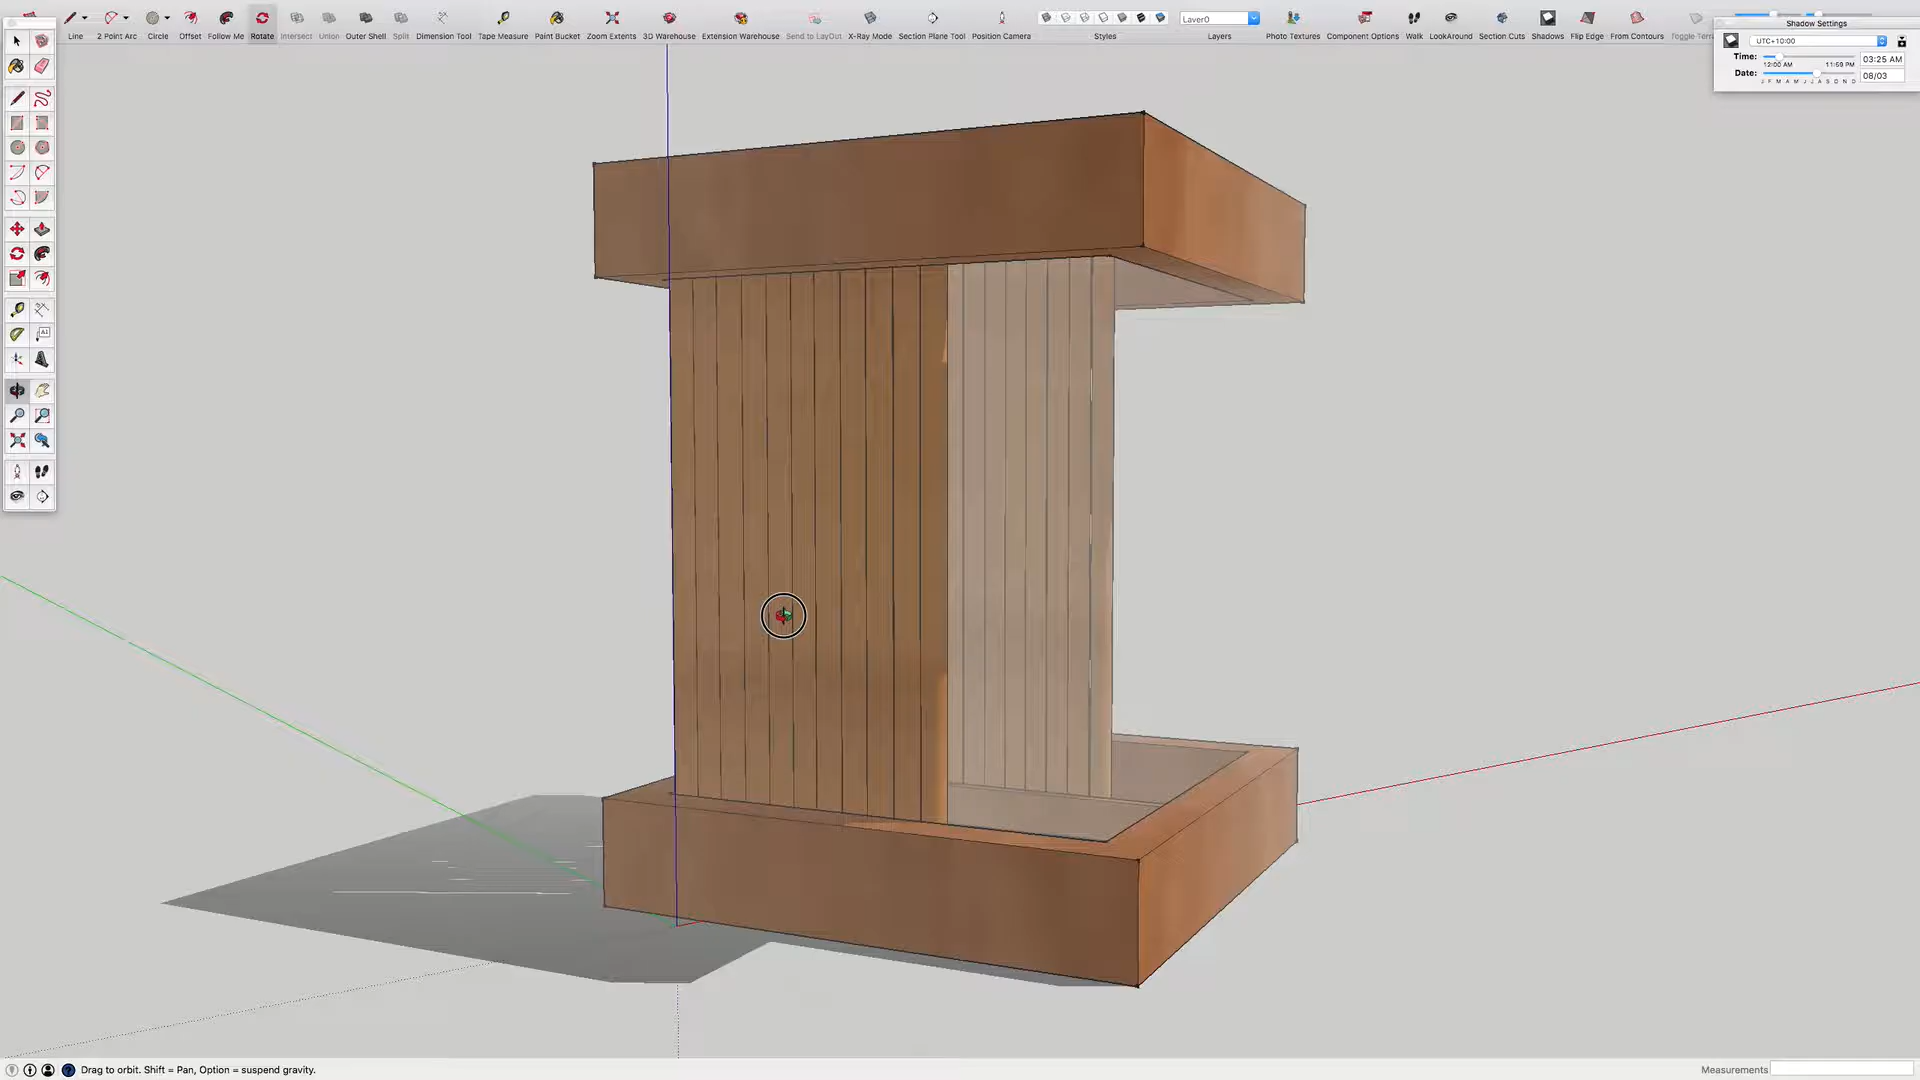 Line 2 Point Arc Circle Offset Follow Me Rotate Intersect Union Outer Shell Split Dimension Tool Tape Measure Paint Bucket Zoom Extents 3D Warehouse Extension Warehouse Send to LayOut X-Ray Mode Section Plane Tool Position Camera Styles Layers Photo Textures Component Options Walk LookAround Section Cuts Shadows Flip Edge From Contours
Layer0
Shadow Settings
UTC+10:00
Time:
12:00 AM 11:59 PM
03:25 AM
Date:
J F M A M J J A S O N D
08/03
A1
Drag to orbit. Shift = Pan, Option = suspend gravity.
Measurements